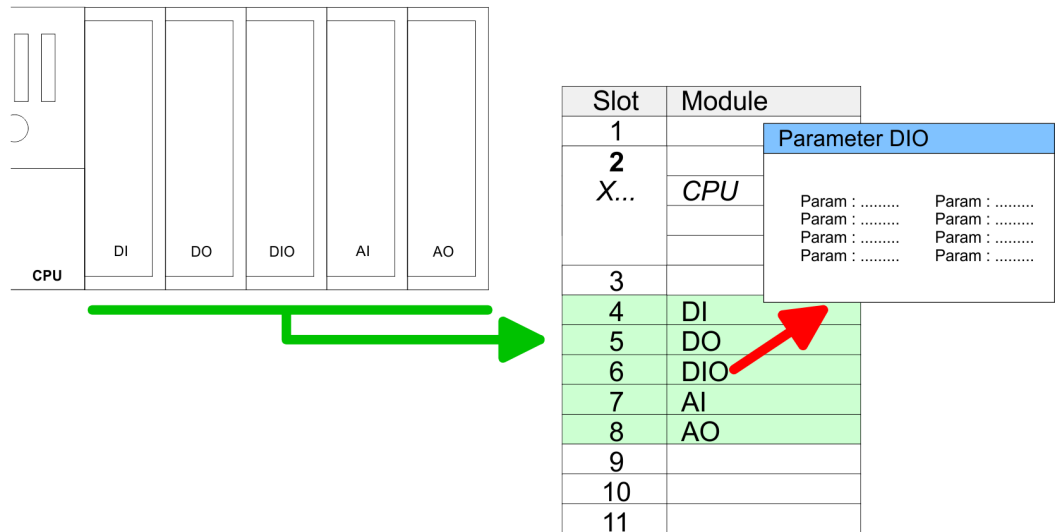 CPU
DI
DO
DIO
AI
AO
Slot Module
1
2
X... CPU
3
4 DI
5 DO
6 DIO
7 AI
8 AO
9
10
11
Parameter DIO
Param : ......... Param : .........
Param : ......... Param : .........
Param : ......... Param : .........
Param : ......... Param : .........